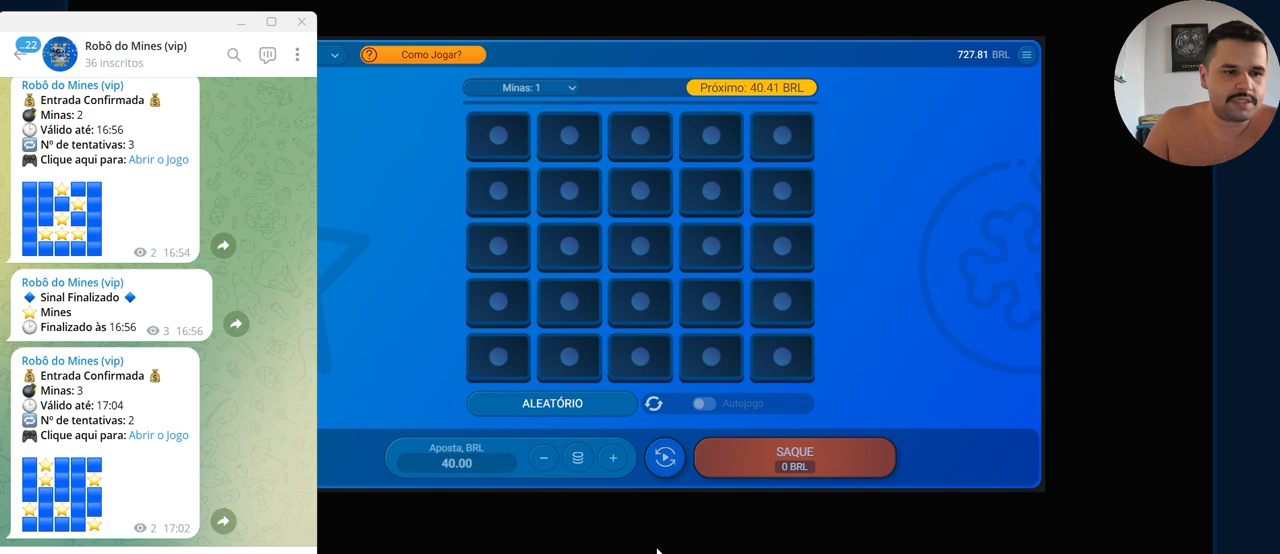 ..22
Robô do Mines (vip)
36 inscritos
Robô do Mines (vip)
Entrada Confirmada
Minas: 2
Válido até: 16:56
Nº de tentativas: 3
Clique aqui para: Abrir o Jogo
2 16:54
Robô do Mines (vip)
Sinal Finalizado
Mines
Finalizado às 16:56
3 16:56
Robô do Mines (vip)
Entrada Confirmada
Minas: 3
Válido até: 17:04
Nº de tentativas: 2
Clique aqui para: Abrir o Jogo
2 17:02
? Como Jogar?
727.81 BRL
Minas: 1
Próximo: 40.41 BRL
ALEATÓRIO
Autojogo
Aposta, BRL
40.00
SAQUE
0 BRL